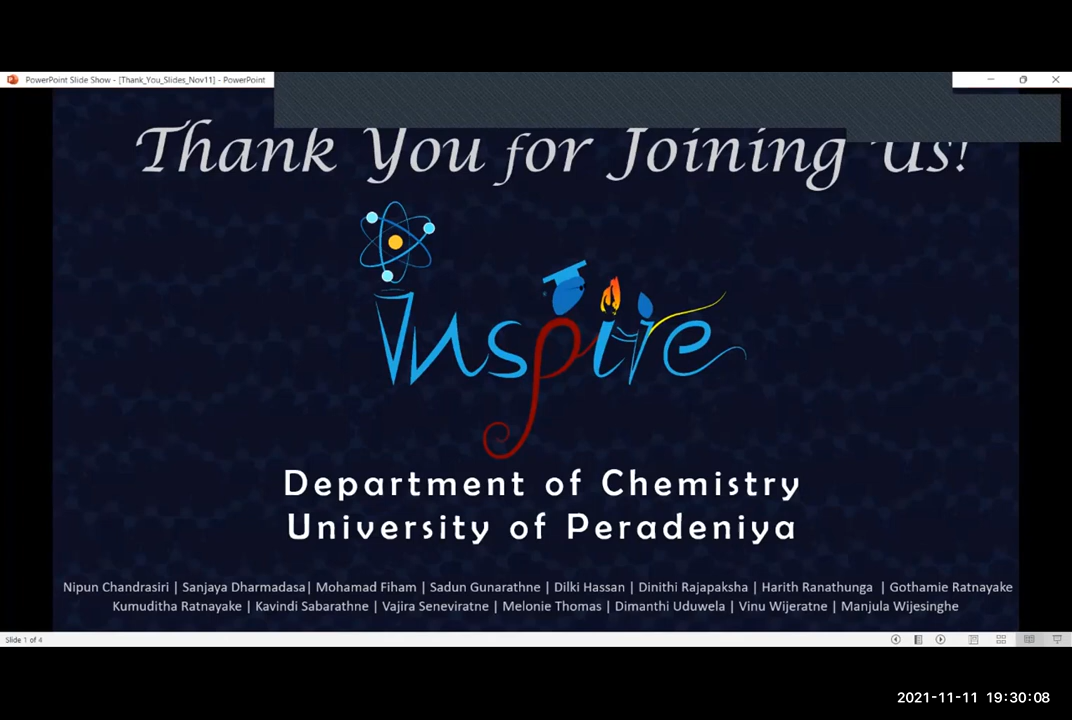 PowerPoint Slide Show - [Thank_You_Slides_Nov11] - PowerPoint
Thank You for Joining Us!
Inspire
Department of Chemistry
University of Peradeniya
Nipun Chandrasiri | Sanjaya Dharmadasa| Mohamad Fiham | Sadun Gunarathne | Dilki Hassan | Dinithi Rajapaksha | Harith Ranathunga | Gothamie Ratnayake
Kumuditha Ratnayake | Kavindi Sabarathne | Vajira Seneviratne | Melonie Thomas | Dimanthi Uduwela | Vinu Wijeratne | Manjula Wijesinghe
Slide 1 of 4
2021-11-11 19:30:08